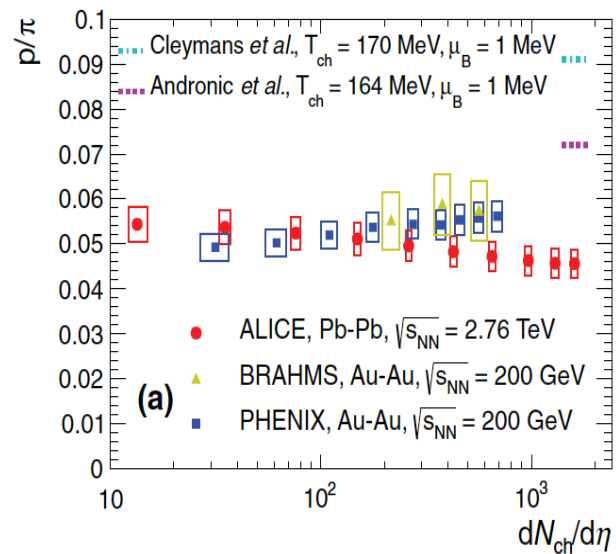 p/π
0.1
0.09
0.08
0.07
0.06
0.05
0.04
0.03
0.02
0.01
0
Cleymans et al., T_ch = 170 MeV, μ_B = 1 MeV
Andronic et al., T_ch = 164 MeV, μ_B = 1 MeV
ALICE, Pb-Pb, √s_NN = 2.76 TeV
(a)
BRAHMS, Au-Au, √s_NN = 200 GeV
PHENIX, Au-Au, √s_NN = 200 GeV
10 10² 10³
dN_ch/dη